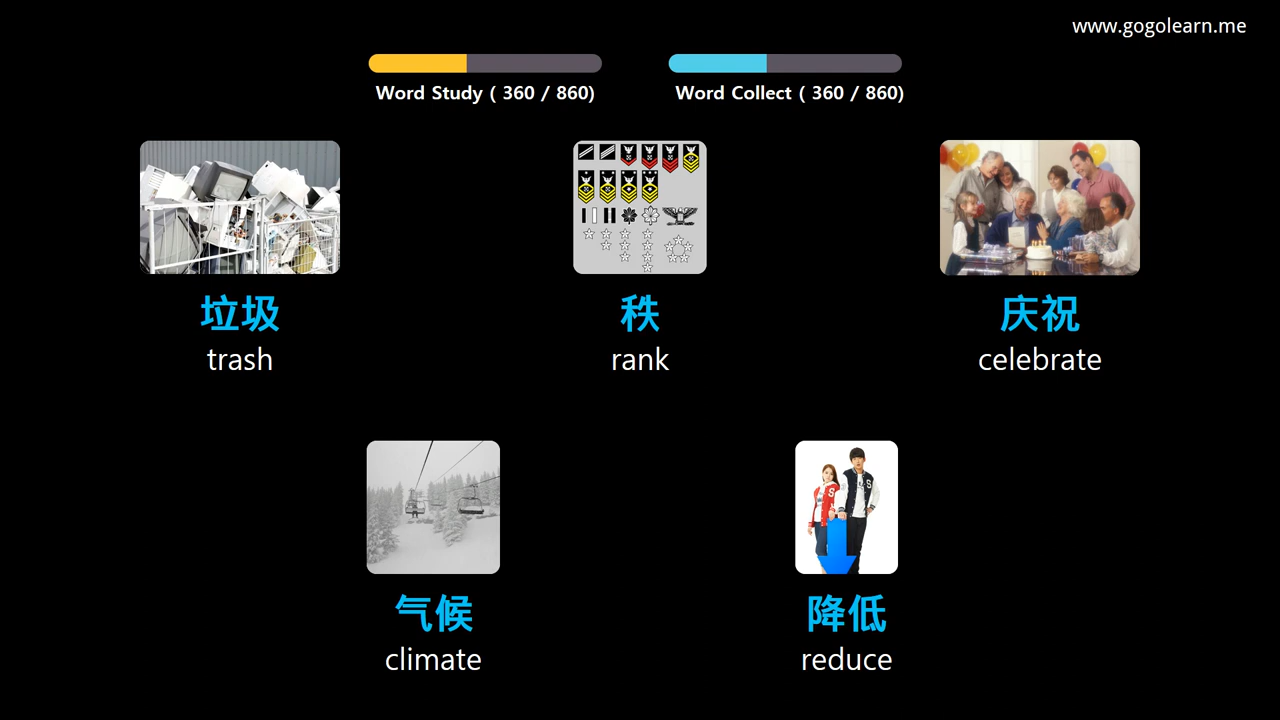 www.gogolearn.me
Word Study ( 360 / 860)
Word Collect ( 360 / 860)
垃圾
trash
秩
rank
庆祝
celebrate
气候
climate
降低
reduce